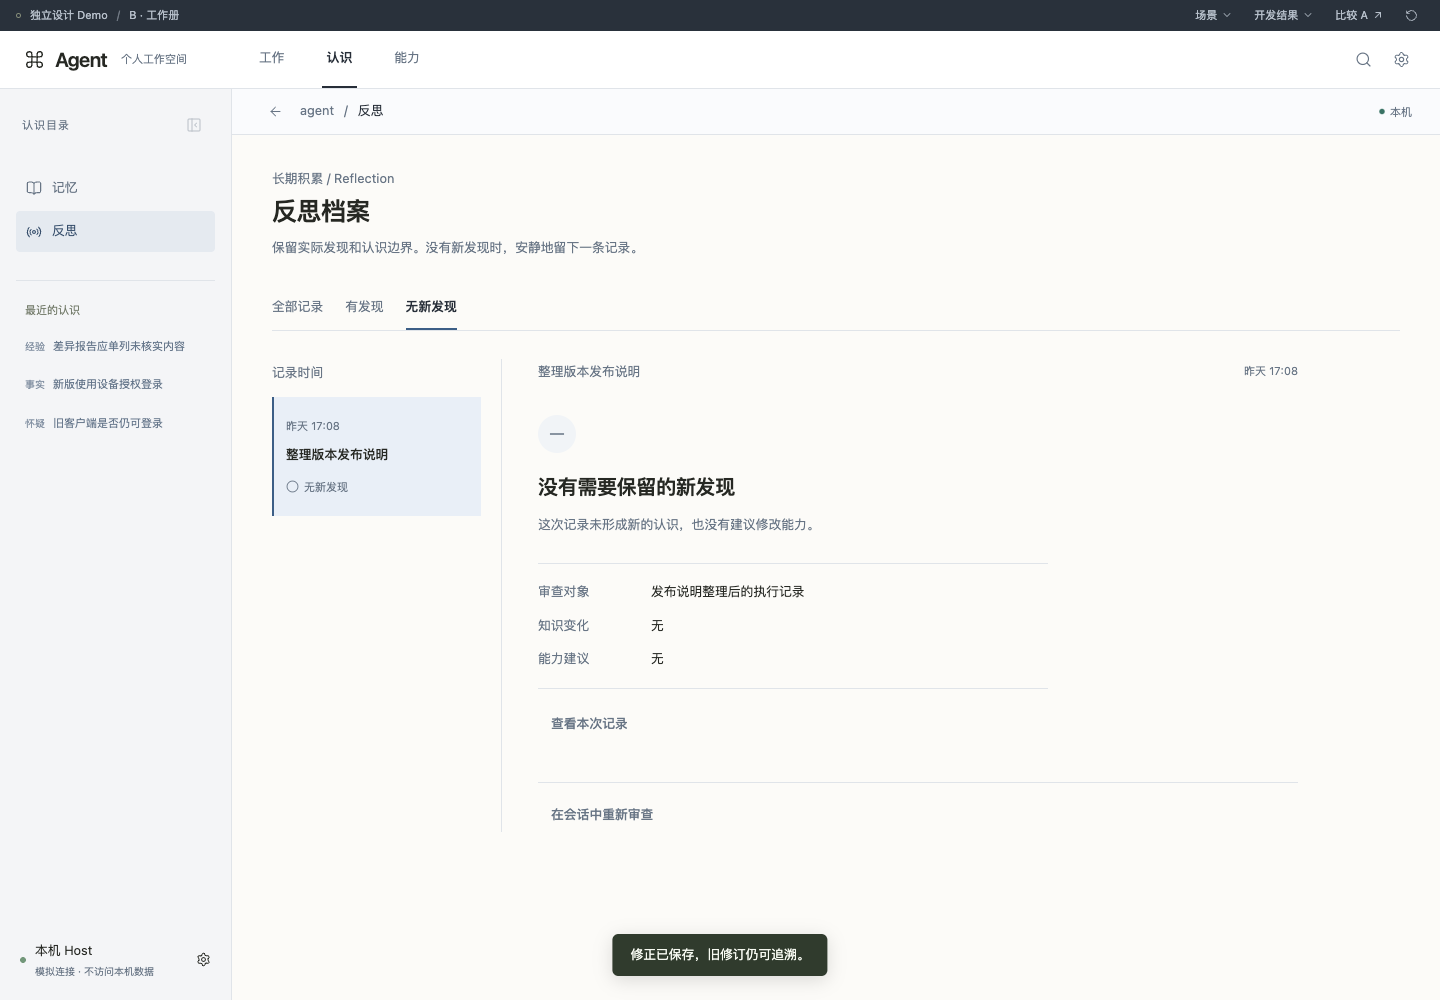 独立设计 Demo / B · 工作册
场景
开发结果
比较 A
Agent 个人工作空间
工作
认识
能力
认识目录
记忆
反思
最近的认识
经验 差异报告应单列未核实内容
事实 新版使用设备授权登录
怀疑 旧客户端是否仍可登录
本机 Host
模拟连接 · 不访问本机数据
agent / 反思
本机
长期积累 / Reflection
反思档案
保留实际发现和认识边界。没有新发现时，安静地留下一条记录。
全部记录
有发现
无新发现
记录时间
昨天 17:08
整理版本发布说明
无新发现
整理版本发布说明
昨天 17:08
没有需要保留的新发现
这次记录未形成新的认识，也没有建议修改能力。
审查对象 发布说明整理后的执行记录
知识变化 无
能力建议 无
查看本次记录
在会话中重新审查
修正已保存，旧修订仍可追溯。